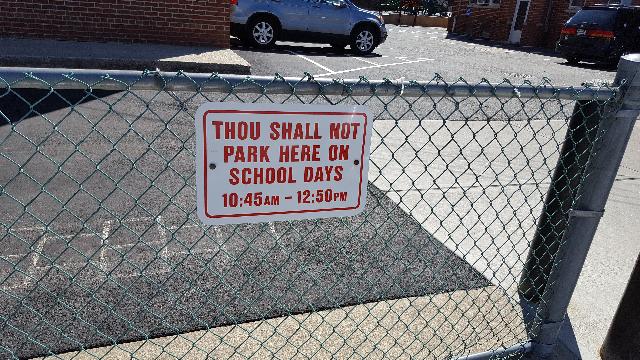 THOU SHALL NOT
PARK HERE ON
SCHOOL DAYS
10:45AM – 12:50PM